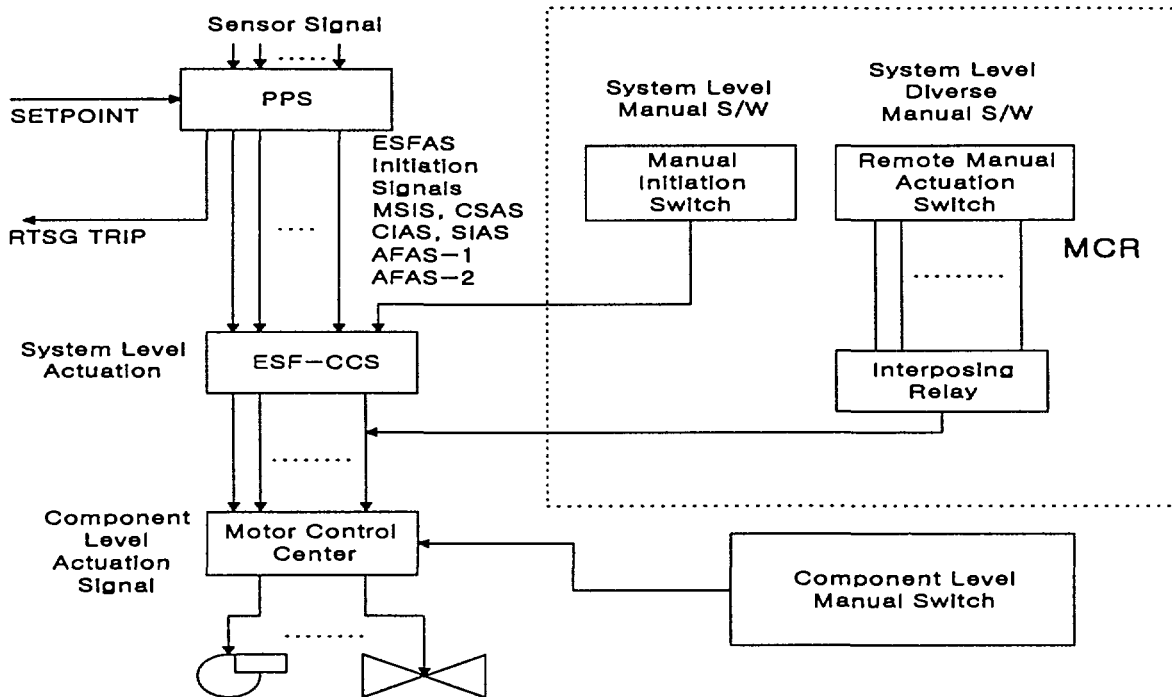 Sensor Signal
PPS
SETPOINT
RTSG TRIP
ESFAS
Initiation
Signals
MSIS, CSAS
CIAS, SIAS
AFAS-1
AFAS-2
System Level
Manual S/W
Manual
Initiation
Switch
System Level
Diverse
Manual S/W
Remote Manual
Actuation
Switch
MCR
Interposing
Relay
System Level
Actuation
ESF-CCS
Component
Level
Actuation
Signal
Motor Control
Center
Component Level
Manual Switch